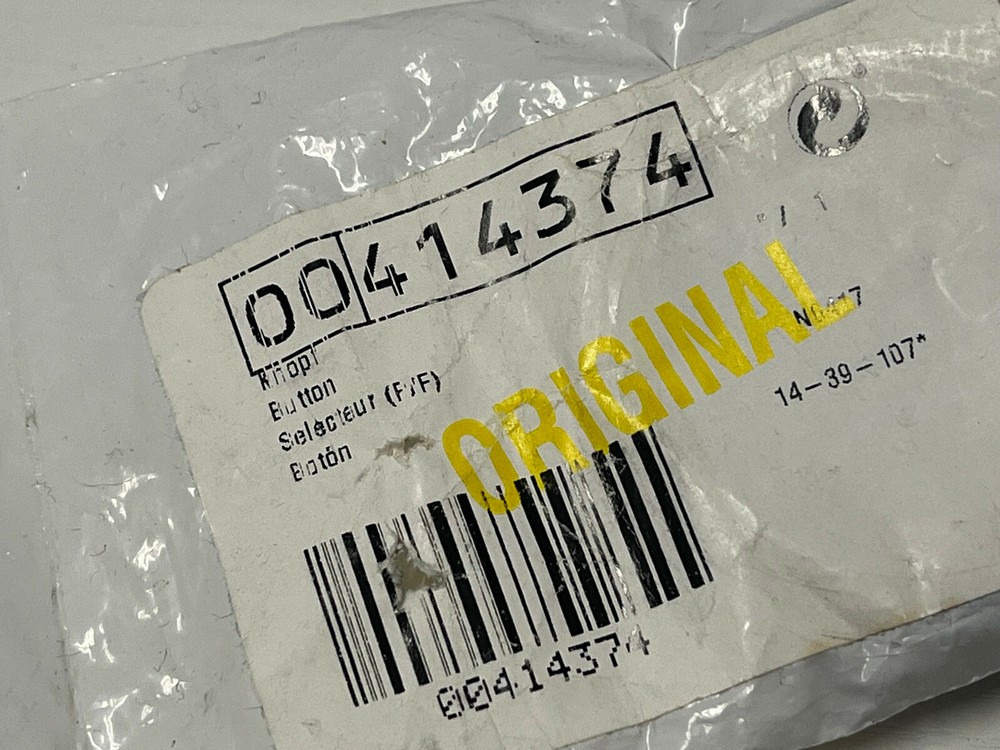 00414374
Knopf
Button
Sélecteur (F/F)
Botón
ORIGINAL
14-39-107*
00414374